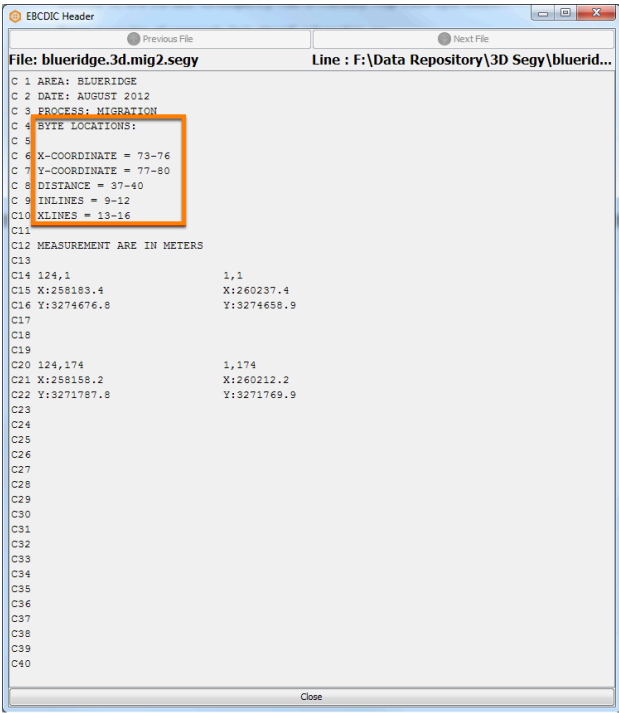 EBCDIC Header
Previous File Next File
File: blueridge.3d.mig2.segy Line : F:\Data Repository\3D Segy\bluerid...
C 1 AREA: BLUERIDGE
C 2 DATE: AUGUST 2012
C 3 PROCESS: MIGRATION
C 4 BYTE LOCATIONS:
C 5
C 6 X-COORDINATE = 73-76
C 7 Y-COORDINATE = 77-80
C 8 DISTANCE = 37-40
C 9 INLINES = 9-12
C10 XLINES = 13-16
C11
C12 MEASUREMENT ARE IN METERS
C13
C14 124,1 1,1
C15 X:258183.4 X:260237.4
C16 Y:3274676.8 Y:3274658.9
C17
C18
C19
C20 124,174 1,174
C21 X:258158.2 X:260212.2
C22 Y:3271787.8 Y:3271769.9
C23
C24
C25
C26
C27
C28
C29
C30
C31
C32
C33
C34
C35
C36
C37
C38
C39
C40
Close